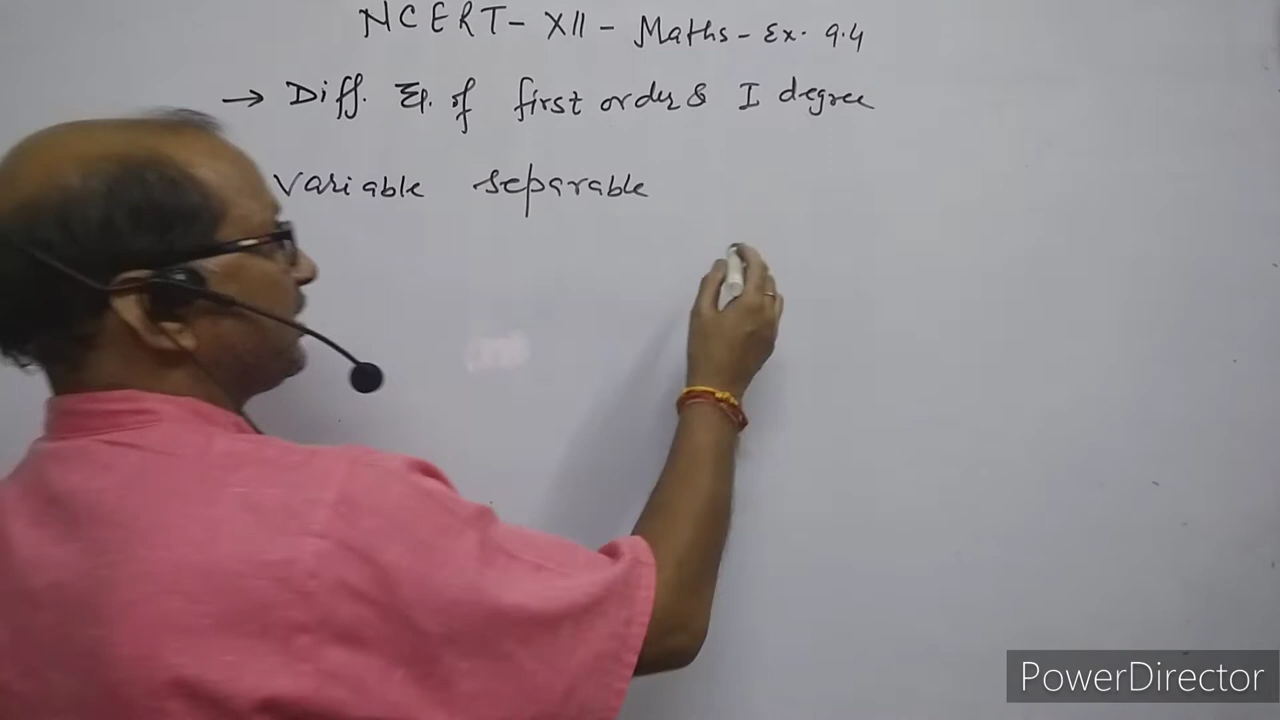 NCERT - XII - Maths - Ex. 9.4
→ Diff. Eq. of first order & I degree
Variable separable
PowerDirector